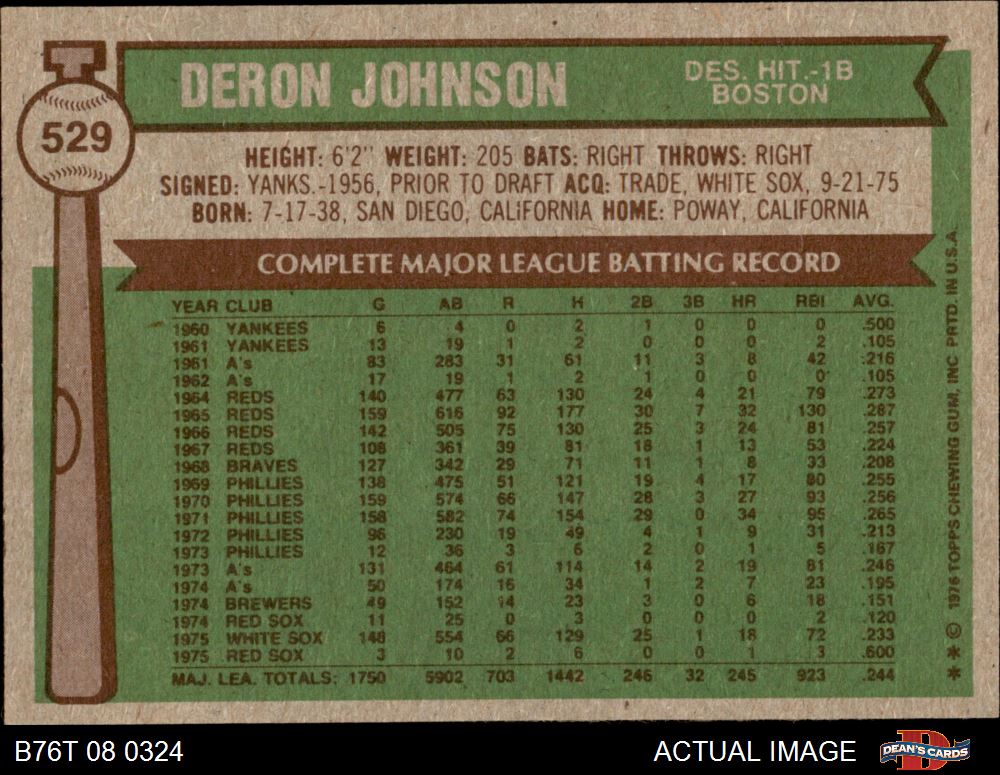 DERON JOHNSON
DES. HIT.-1B
BOSTON
529
HEIGHT: 6'2" WEIGHT: 205 BATS: RIGHT THROWS: RIGHT
SIGNED: YANKS.-1956, PRIOR TO DRAFT ACQ: TRADE, WHITE SOX, 9-21-75
BORN: 7-17-38, SAN DIEGO, CALIFORNIA HOME: POWAY, CALIFORNIA
COMPLETE MAJOR LEAGUE BATTING RECORD
YEAR CLUB G AB R H 2B 3B HR RBI AVG.
1960 YANKEES 6 4 0 2 1 0 0 0 .500
1961 YANKEES 13 19 1 2 0 0 0 2 .105
1961 A's 83 283 31 61 11 3 8 42 .216
1962 A's 17 19 1 2 1 0 0 0 .105
1964 REDS 140 477 63 130 24 4 21 79 .273
1965 REDS 159 616 92 177 30 7 32 130 .287
1966 REDS 142 505 75 130 25 3 24 81 .257
1967 REDS 108 361 39 81 18 1 13 53 .224
1968 BRAVES 127 342 29 71 11 1 8 33 .208
1969 PHILLIES 138 475 51 121 19 4 17 80 .255
1970 PHILLIES 159 574 66 147 28 3 27 93 .256
1971 PHILLIES 158 582 74 154 29 0 34 95 .265
1972 PHILLIES 96 230 19 49 4 1 9 31 .213
1973 PHILLIES 12 36 3 6 2 0 1 5 .167
1973 A's 131 464 61 114 14 2 19 81 .246
1974 A's 50 174 16 34 1 2 7 23 .195
1974 BREWERS 49 152 14 23 3 0 6 18 .151
1974 RED SOX 11 25 0 3 0 0 0 2 .120
1975 WHITE SOX 148 554 66 129 25 1 18 72 .233
1975 RED SOX 3 10 2 6 0 0 1 3 .600
MAJ. LEA. TOTALS: 1750 5902 703 1442 246 32 245 923 .244
* * © 1976 TOPPS CHEWING GUM, INC PRTD. IN U.S.A.
B76T 08 0324
ACTUAL IMAGE
D
DEAN'S CARDS